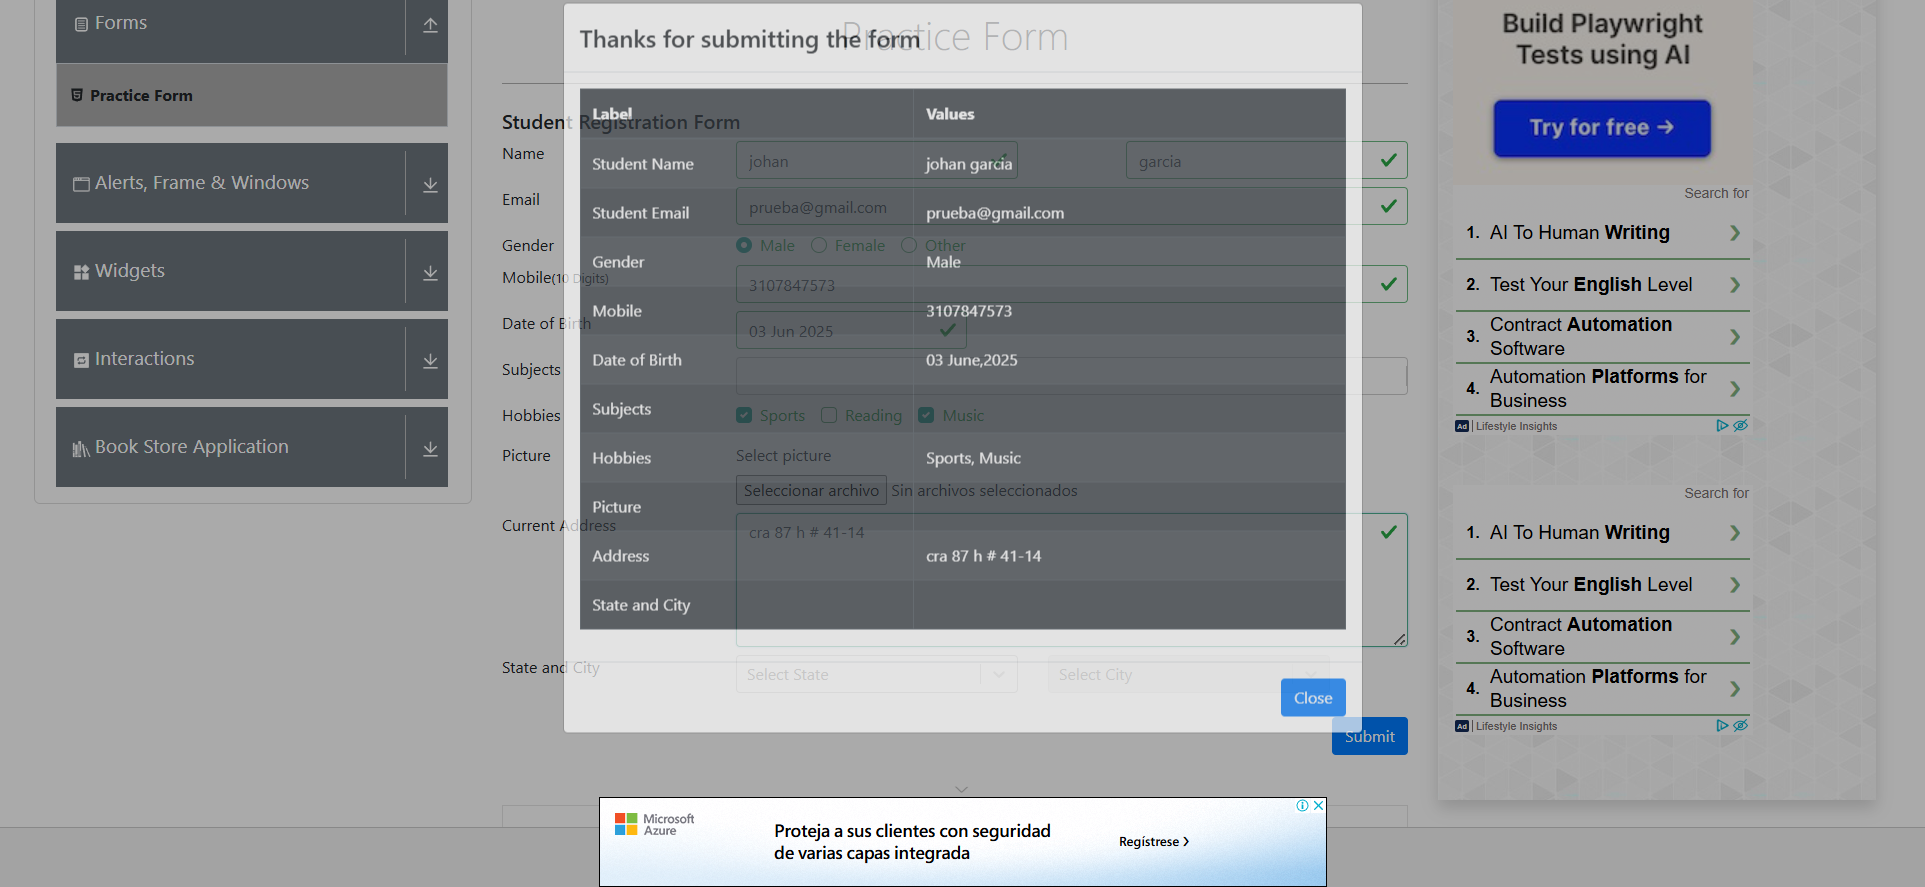 Forms
Practice Form
Alerts, Frame & Windows
Widgets
Interactions
Book Store Application
Practice Form
Student Registration Form
Name
johan
garcia
Email
prueba@gmail.com
Gender
Male
Female
Other
Mobile(10 Digits)
3107847573
Date of Birth
03 Jun 2025
Subjects
Hobbies
Sports
Reading
Music
Picture
Select picture
Seleccionar archivo Sin archivos seleccionados
Current Address
cra 87 h # 41-14
State and City
Select State
Select City
Submit
Thanks for submitting the form
Label Values
Student Name johan garcia
Student Email prueba@gmail.com
Gender Male
Mobile 3107847573
Date of Birth 03 June,2025
Subjects
Hobbies Sports, Music
Picture
Address cra 87 h # 41-14
State and City
Close
Build Playwright
Tests using AI
Try for free →
Search for
1. AI To Human Writing
2. Test Your English Level
3. Contract Automation
Software
4. Automation Platforms for
Business
Ad | Lifestyle Insights
Search for
1. AI To Human Writing
2. Test Your English Level
3. Contract Automation
Software
4. Automation Platforms for
Business
Ad | Lifestyle Insights
Microsoft
Azure
Proteja a sus clientes con seguridad
de varias capas integrada
Regístrese >